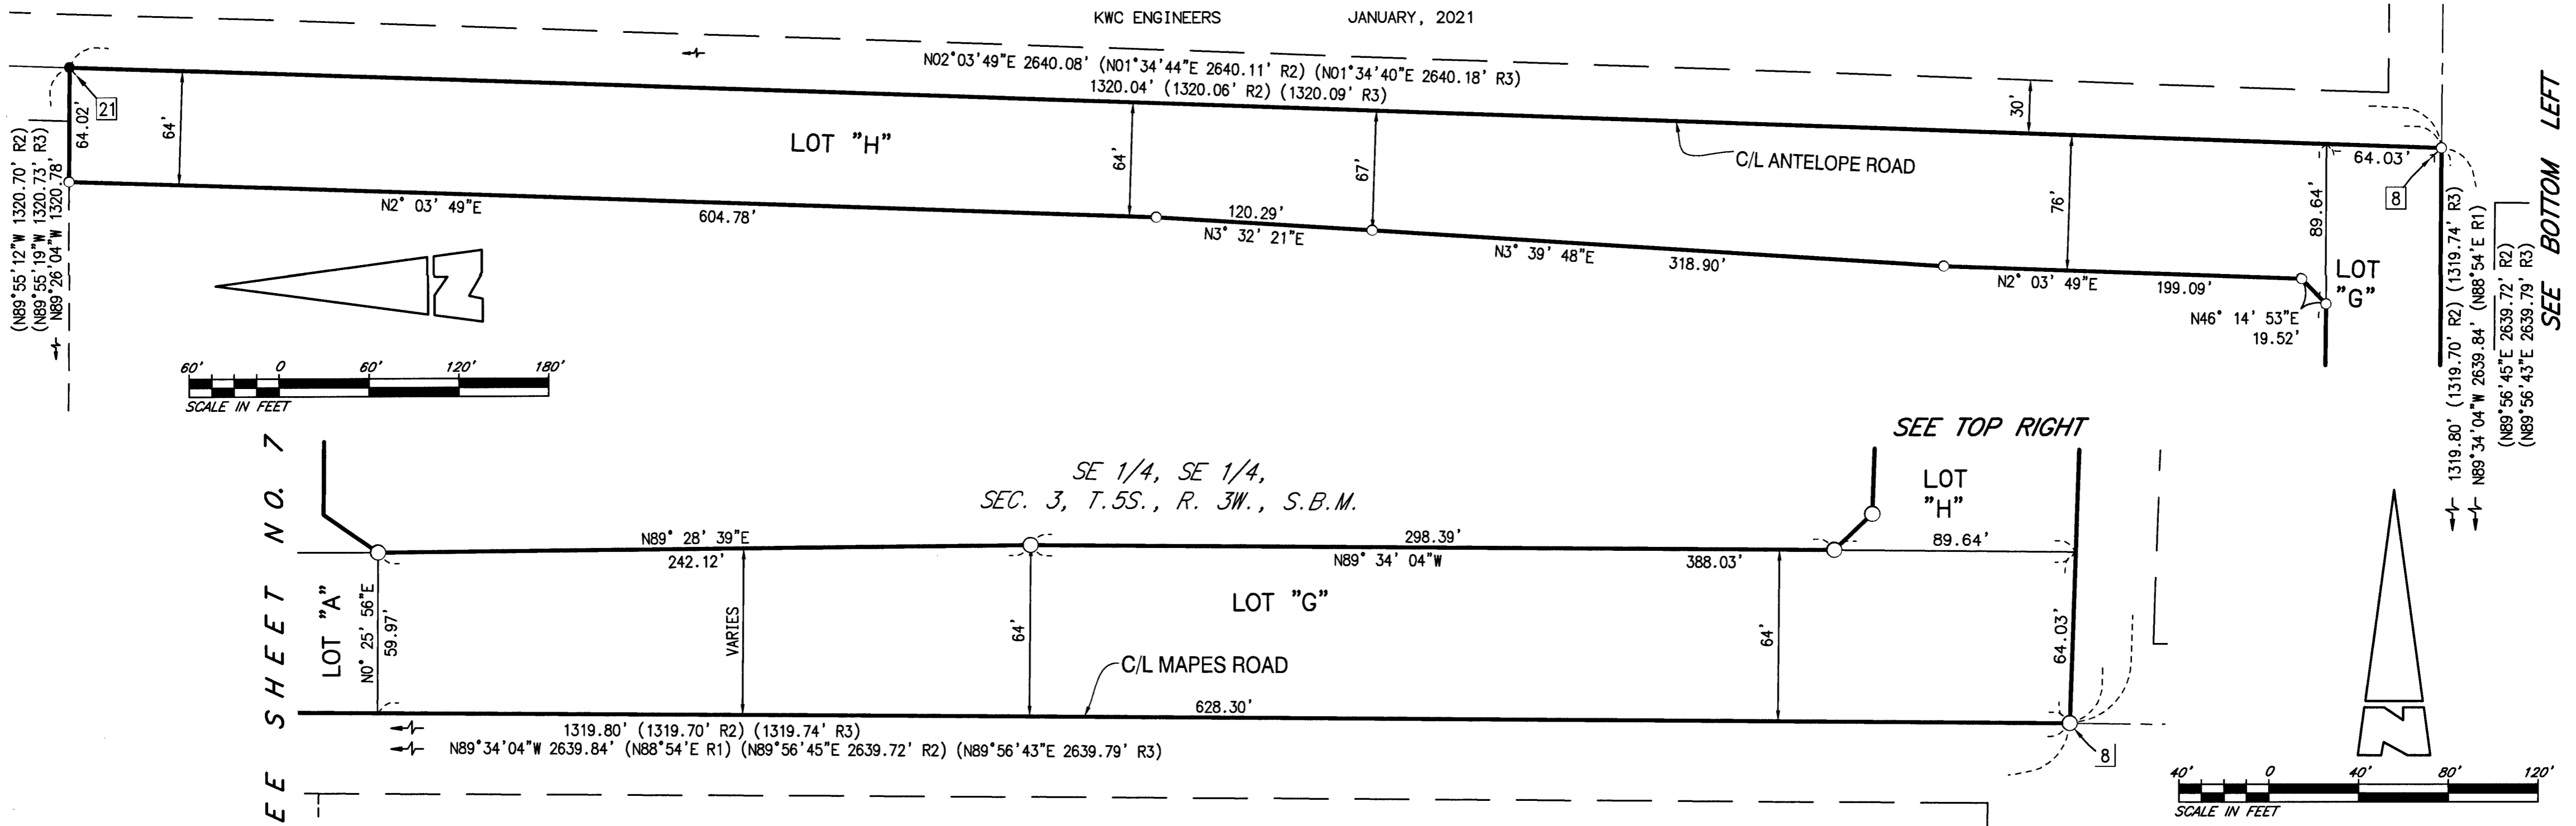 KWC ENGINEERS JANUARY, 2021
N02°03'49"E 2640.08' (N01°34'44"E 2640.11' R2) (N01°34'40"E 2640.18' R3)
1320.04' (1320.06' R2) (1320.09' R3)
21
64.02'
64'
(N89°55'12"W 1320.70' R2)
(N89°55'19"W 1320.73' R3)
N89°26'04"W 1320.78'
LOT "H"
64'
67'
C/L ANTELOPE ROAD
30'
76'
64.03'
89.64'
8
LOT
"G"
N2° 03' 49"E
604.78'
120.29'
N3° 32' 21"E
N3° 39' 48"E
318.90'
N2° 03' 49"E
199.09'
N46° 14' 53"E
19.52'
1319.80' (1319.70' R2) (1319.74' R3)
N89°34'04"W 2639.84' (N88°54'E R1)
(N89°56'45"E 2639.72' R2)
(N89°56'43"E 2639.79' R3)
SEE BOTTOM LEFT
N
60' 0 60' 120' 180'
SCALE IN FEET
EE SHEET NO. 7
SE 1/4, SE 1/4,
SEC. 3, T.5S., R. 3W., S.B.M.
SEE TOP RIGHT
LOT
"H"
N89° 28' 39"E
242.12'
298.39'
N89° 34' 04"W
388.03'
89.64'
LOT "A"
N0° 25' 56"E
59.97'
VARIES
64'
LOT "G"
64'
64.03'
C/L MAPES ROAD
628.30'
8
1319.80' (1319.70' R2) (1319.74' R3)
N89°34'04"W 2639.84' (N88°54'E R1) (N89°56'45"E 2639.72' R2) (N89°56'43"E 2639.79' R3)
N
40' 0 40' 80' 120'
SCALE IN FEET